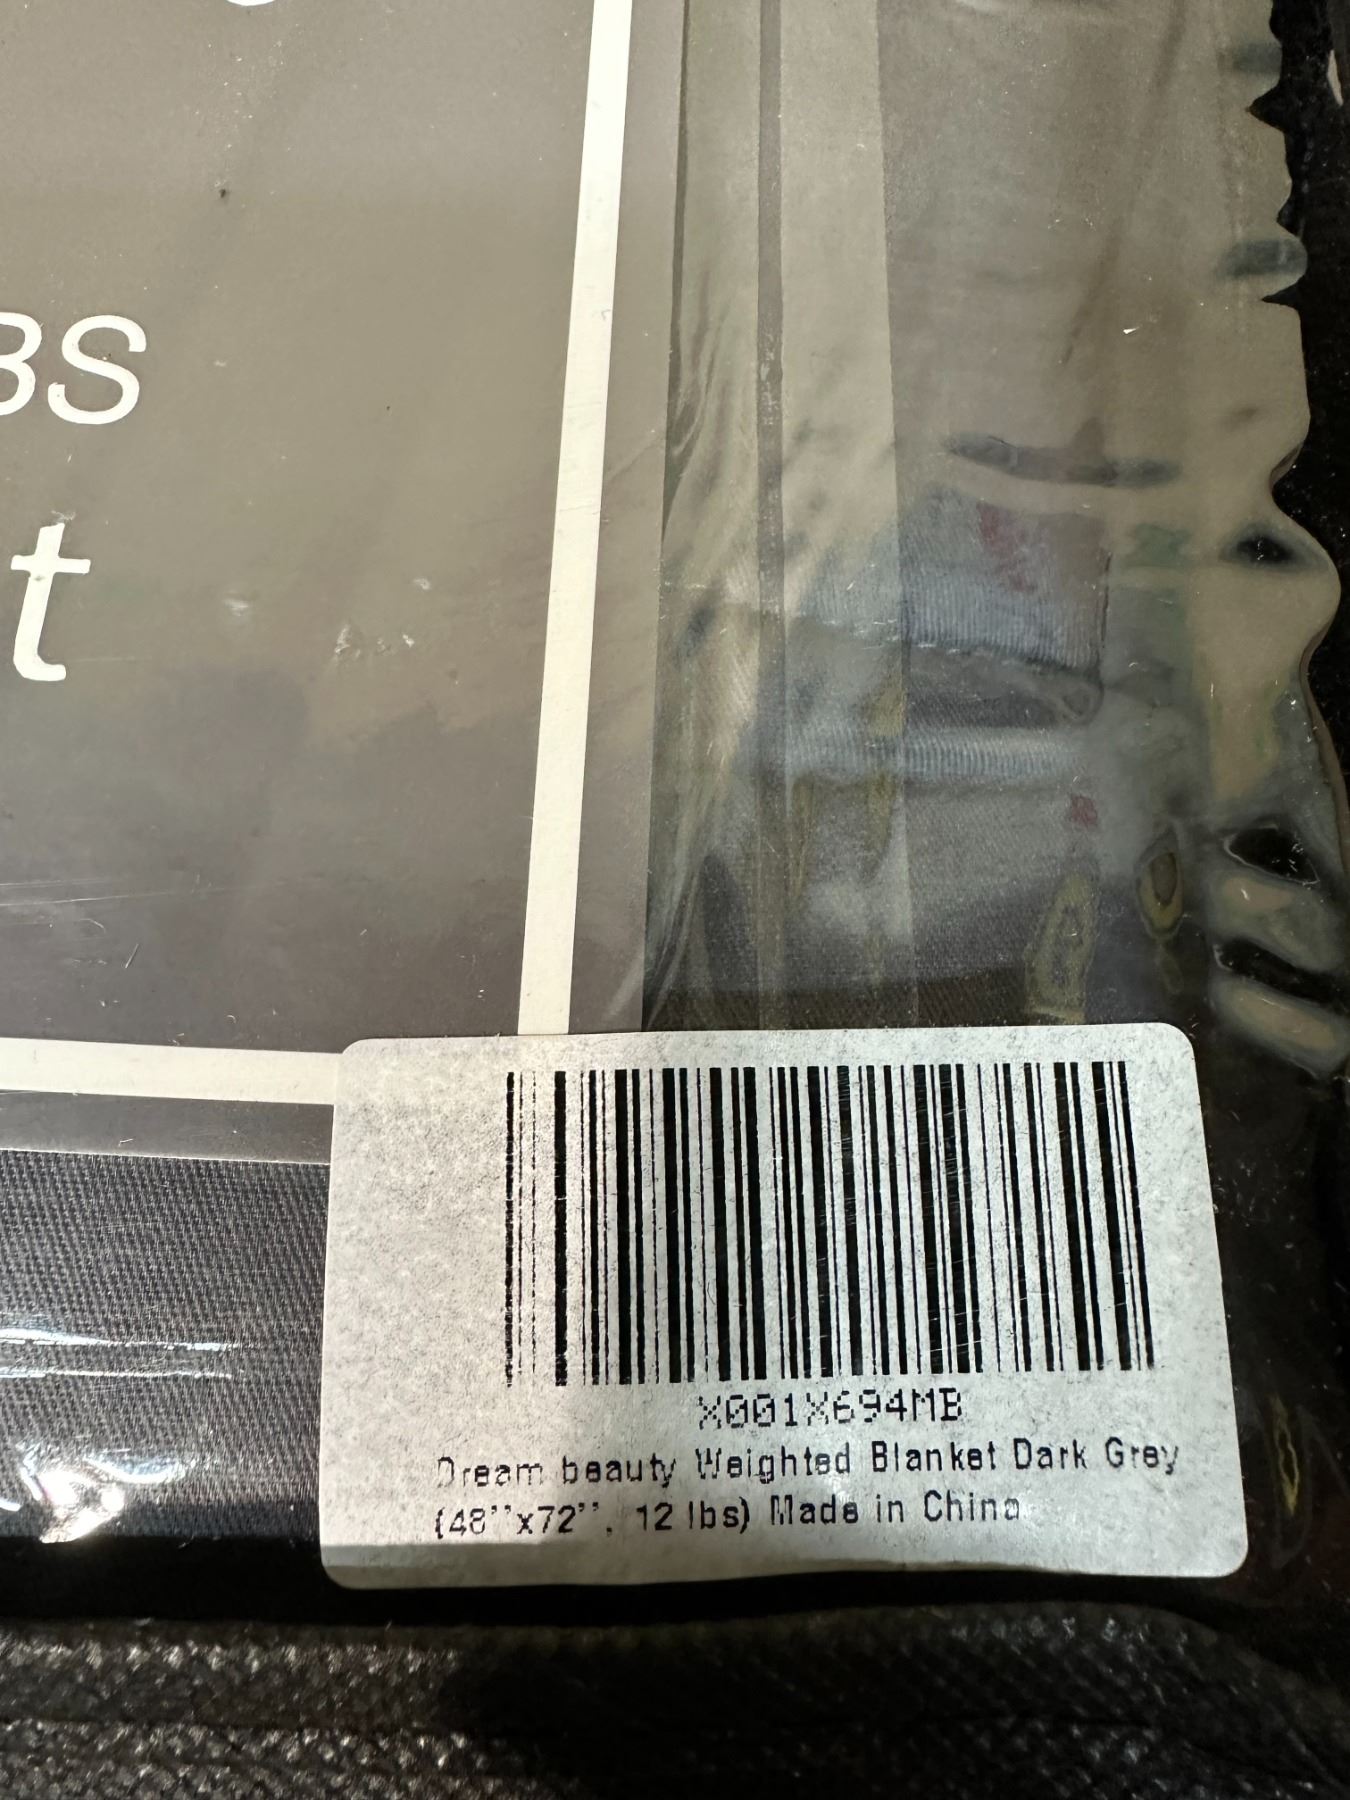 BS
t
X001X694MB
Dream beauty Weighted Blanket Dark Grey
(48''x72'', 12 lbs) Made in China